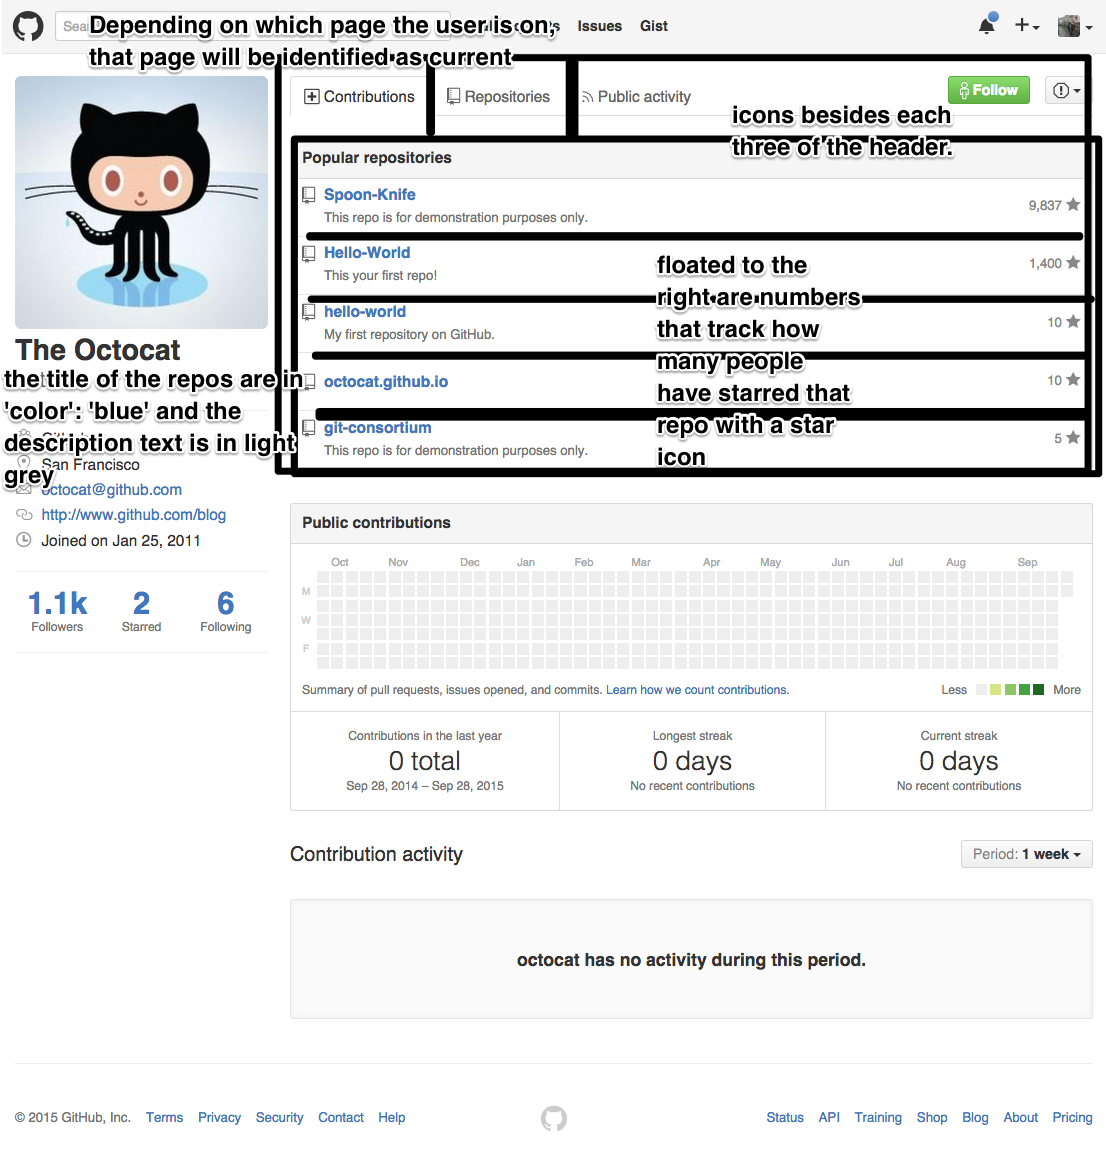 Depending on which page the user is on,
that page will be identified as current
Issues Gist
Contributions Repositories Public activity
Follow
icons besides each
three of the header.
Popular repositories
Spoon-Knife
This repo is for demonstration purposes only.
9,837
Hello-World
This your first repo!
1,400
hello-world
My first repository on GitHub.
10
octocat.github.io
10
git-consortium
This repo is for demonstration purposes only.
5
floated to the
right are numbers
that track how
many people
have starred that
repo with a star
icon
The Octocat
the title of the repos are in
'color': 'blue' and the
description text is in light
grey
San Francisco
octocat@github.com
http://www.github.com/blog
Joined on Jan 25, 2011
1.1k 2 6
Followers Starred Following
Public contributions
Oct Nov Dec Jan Feb Mar Apr May Jun Jul Aug Sep
M
W
F
Summary of pull requests, issues opened, and commits. Learn how we count contributions.
Less More
Contributions in the last year
0 total
Sep 28, 2014 – Sep 28, 2015
Longest streak
0 days
No recent contributions
Current streak
0 days
No recent contributions
Contribution activity
Period: 1 week
octocat has no activity during this period.
© 2015 GitHub, Inc. Terms Privacy Security Contact Help
Status API Training Shop Blog About Pricing